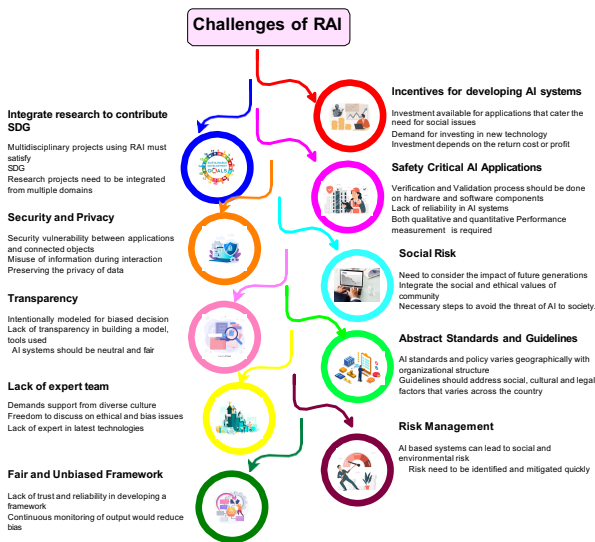 Challenges of RAI
Incentives for developing AI systems
Investment available for applications that cater the
need for social issues
Demand for investing in new technology
Investment depends on the return cost or profit
Integrate research to contribute
SDG
Multidisciplinary projects using RAI must
satisfy
SDG
Research projects need to be integrated
from multiple domains
GOALS
Safety Critical AI Applications
Verification and Validation process should be done
on hardware and software components
Lack of reliability in AI systems
Both qualitative and quantitative Performance
measurement is required
Security and Privacy
Security vulnerability between applications
and connected objects
Misuse of information during interaction
Preserving the privacy of data
Social Risk
Need to consider the impact of future generations
Integrate the social and ethical values of
community
Necessary steps to avoid the threat of AI to society.
Transparency
Intentionally modeled for biased decision
Lack of transparency in building a model,
tools used
AI systems should be neutral and fair
Abstract Standards and Guidelines
AI standards and policy varies geographically with
organizational structure
Guidelines should address social, cultural and legal
factors that varies across the country
Lack of expert team
Demands support from diverse culture
Freedom to discuss on ethical and bias issues
Lack of expert in latest technologies
Risk Management
AI based systems can lead to social and
environmental risk
Risk need to be identified and mitigated quickly
Fair and Unbiased Framework
Lack of trust and reliability in developing a
framework
Continuous monitoring of output would reduce
bias